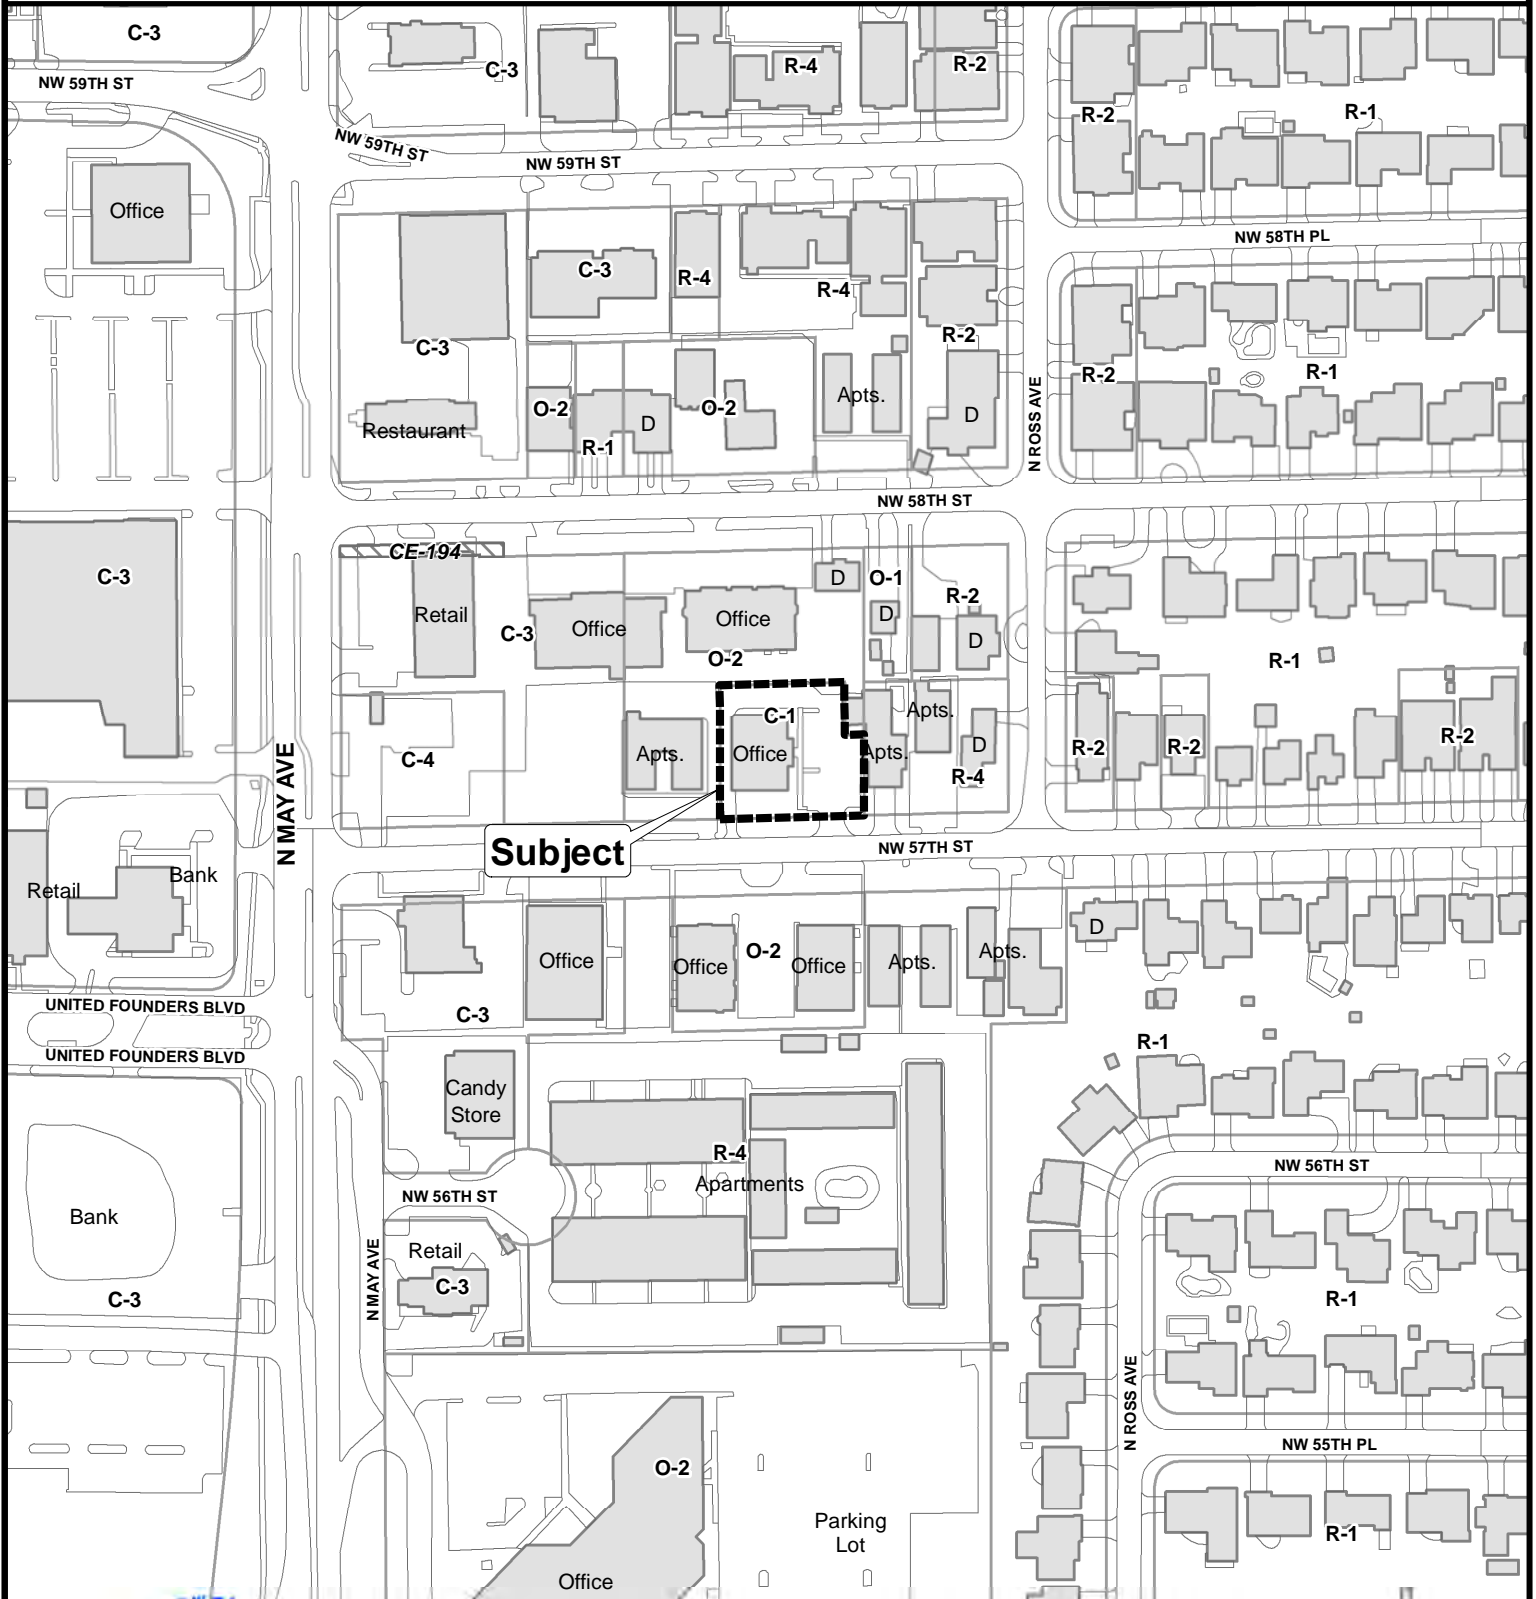 C-3
C-3
R-4
R-2
NW 59TH ST
R-2
R-1
NW 59TH ST
NW 59TH ST
Office
NW 58TH PL
C-3
R-4
R-4
C-3
R-2
R-2
R-1
Apts.
O-2
O-2
D
D
Restaurant
R-1
N ROSS AVE
NW 58TH ST
CE-194
C-3
D
O-1
R-2
Retail
D
C-3
Office
Office
D
O-2
R-1
C-1
Apts.
C-4
Apts.
Office
Apts.
D
R-4
R-2
R-2
R-2
N MAY AVE
Subject
NW 57TH ST
Retail
Bank
D
Office
Office
O-2
Office
Apts.
Apts.
UNITED FOUNDERS BLVD
C-3
UNITED FOUNDERS BLVD
R-1
Candy
Store
R-4
Apartments
NW 56TH ST
NW 56TH ST
Bank
N MAY AVE
Retail
C-3
C-3
R-1
N ROSS AVE
NW 55TH PL
O-2
Parking
Lot
R-1
Office